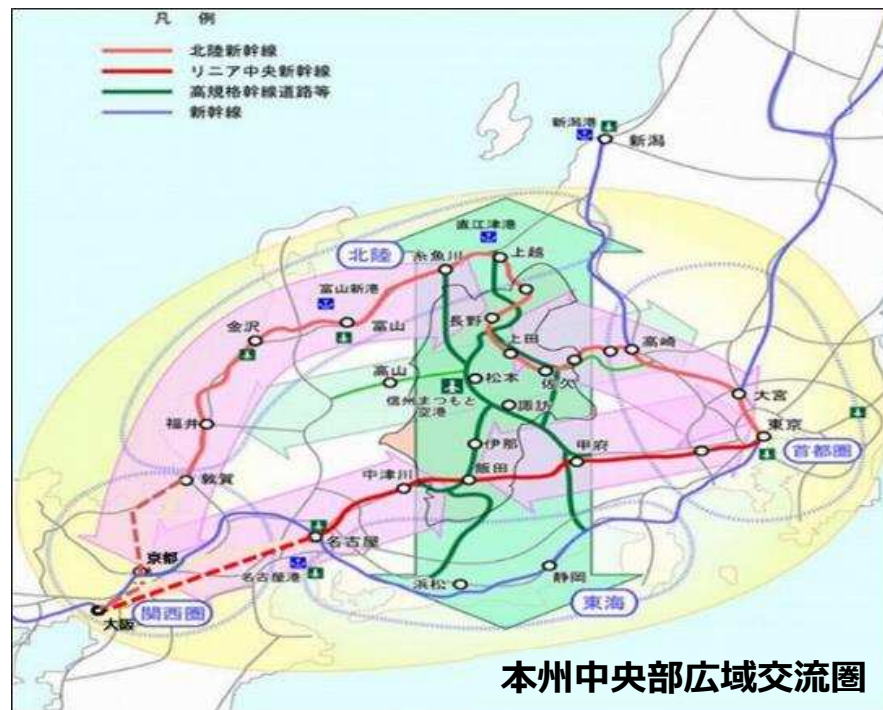 凡 例
北陸新幹線
リニア中央新幹線
高規格幹線道路等
新幹線
新潟港
新潟
直江津港
上越
北陸
糸魚川
富山新港
金沢
富山
長野
上田
高崎
高山
松本
佐久
信州まつもと
空港
諏訪
大宮
福井
伊那
甲府
東京
首都圏
敦賀
中津川
飯田
名古屋
京都
名古屋港
浜松
静岡
関西圏
大阪
東海
本州中央部広域交流圏